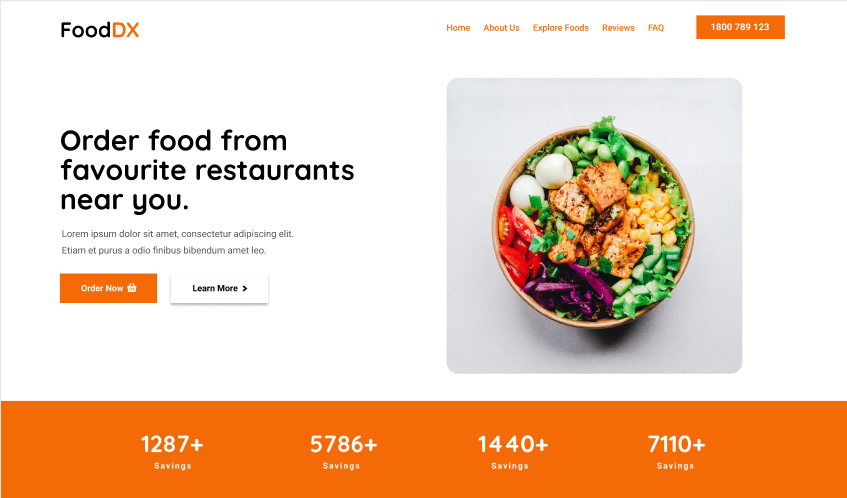 FoodDX
Home About Us Explore Foods Reviews FAQ 1800 789 123
Order food from
favourite restaurants
near you.
Lorem ipsum dolor sit amet, consectetur adipiscing elit.
Etiam et purus a odio finibus bibendum amet leo.
Order Now Learn More >
1287+ 5786+ 1440+ 7110+
Savings Savings Savings Savings